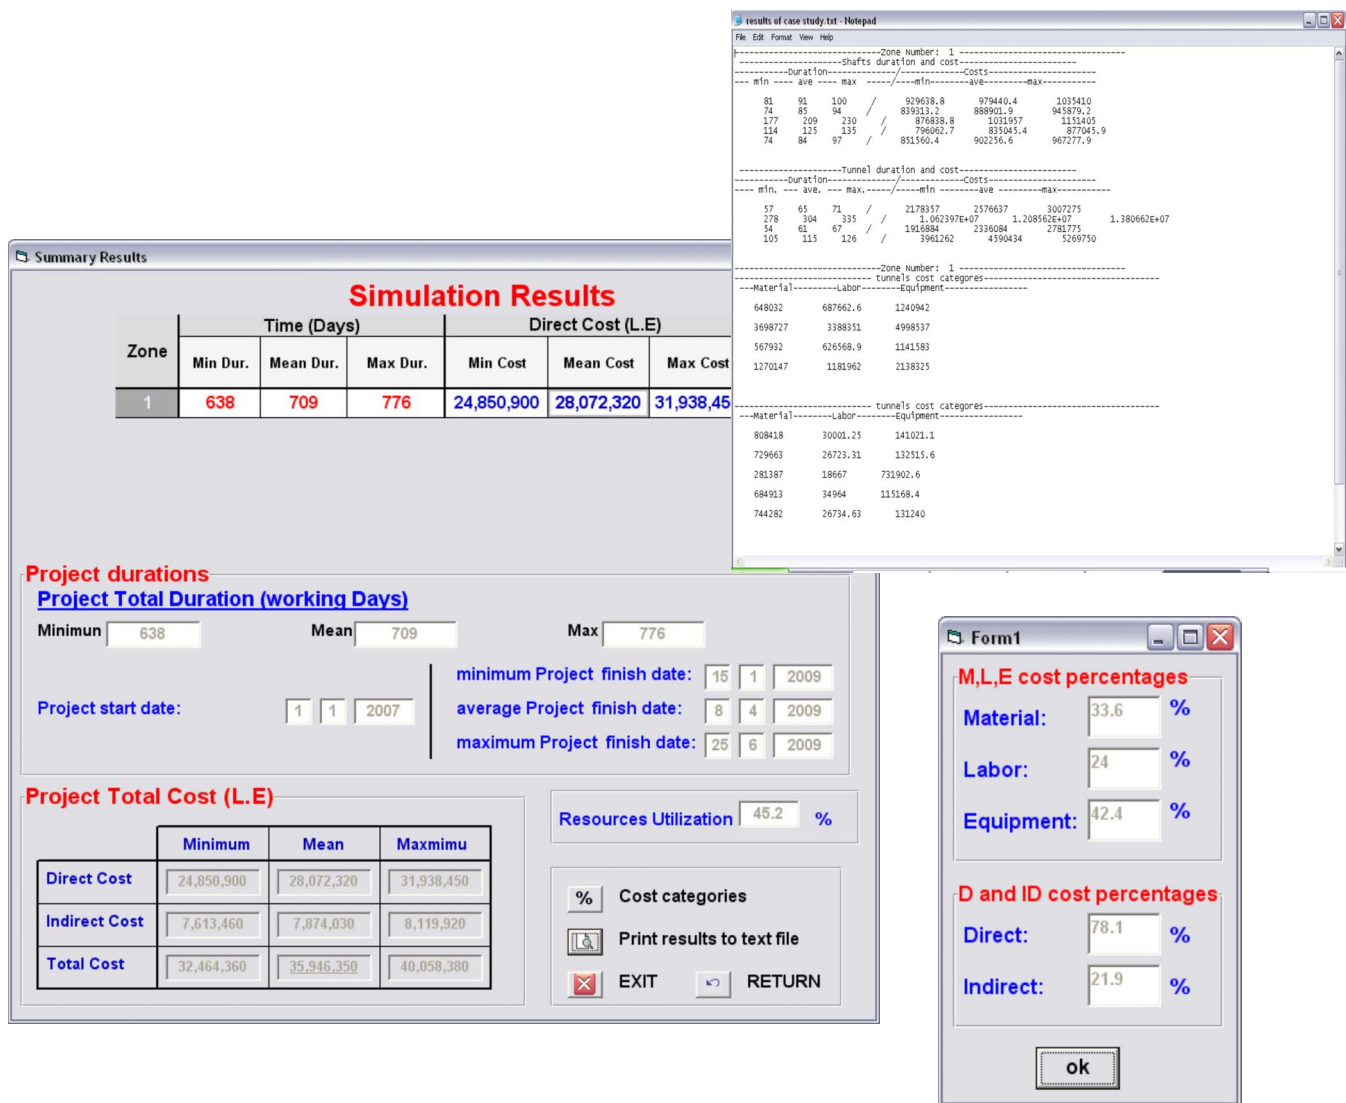 results of case study.txt - Notepad
File Edit Format View Help
------------------------------Zone Number: 1 ----------------------------------
---------------------Shafts duration and cost------------------------
-----------Duration--------------/-------------Costs----------------------
--- min ---- ave ---- max -----/----min--------ave---------max-----------
81 91 100 / 929638.8 979440.4 1035410
74 85 94 / 839313.2 888901.9 945879.2
177 209 230 / 876838.8 1031957 1151405
114 125 135 / 796062.7 835045.4 877045.9
74 84 97 / 851560.4 902256.6 967277.9
---------------------Tunnel duration and cost------------------------
-----------Duration--------------/-------------Costs----------------------
---- min. --- ave. --- max.-----/-----min --------ave ---------max-----------
57 65 71 / 2178357 2576637 3007275
278 304 335 / 1.062397E+07 1.208562E+07 1.380662E+07
54 61 67 / 1916884 2336084 2781775
105 115 126 / 3961262 4590434 5269750
------------------------------Zone Number: 1 ----------------------------------
---------------------------- tunnels cost categores------------------------------------
---Material---------Labor--------Equipment-----------------
648032 687662.6 1240942
3698727 3388351 4998537
567932 626568.9 1141583
1270147 1181962 2138325
---------------------------- tunnels cost categores------------------------------------
---Material--------Labor--------Equipment-----------------
808418 30001.25 141021.1
729663 26723.31 132515.6
281387 18667 731902.6
684913 34964 115168.4
744282 26734.63 131240
Summary Results
Simulation Results
Zone Time (Days) Direct Cost (L.E)
Min Dur. Mean Dur. Max Dur. Min Cost Mean Cost Max Cost
1 638 709 776 24,850,900 28,072,320 31,938,45
Project durations
Project Total Duration (working Days)
Minimun 638 Mean 709 Max 776
minimum Project finish date: 15 1 2009
Project start date: 1 1 2007 average Project finish date: 8 4 2009
maximum Project finish date: 25 6 2009
Project Total Cost (L.E)
Minimum Mean Maxmimu
Direct Cost 24,850,900 28,072,320 31,938,450
Indirect Cost 7,613,460 7,874,030 8,119,920
Total Cost 32,464,360 35,946,350 40,058,380
Resources Utilization 45.2 %
% Cost categories
Print results to text file
EXIT RETURN
Form1
M,L,E cost percentages
Material: 33.6 %
Labor: 24 %
Equipment: 42.4 %
D and ID cost percentages
Direct: 78.1 %
Indirect: 21.9 %
ok